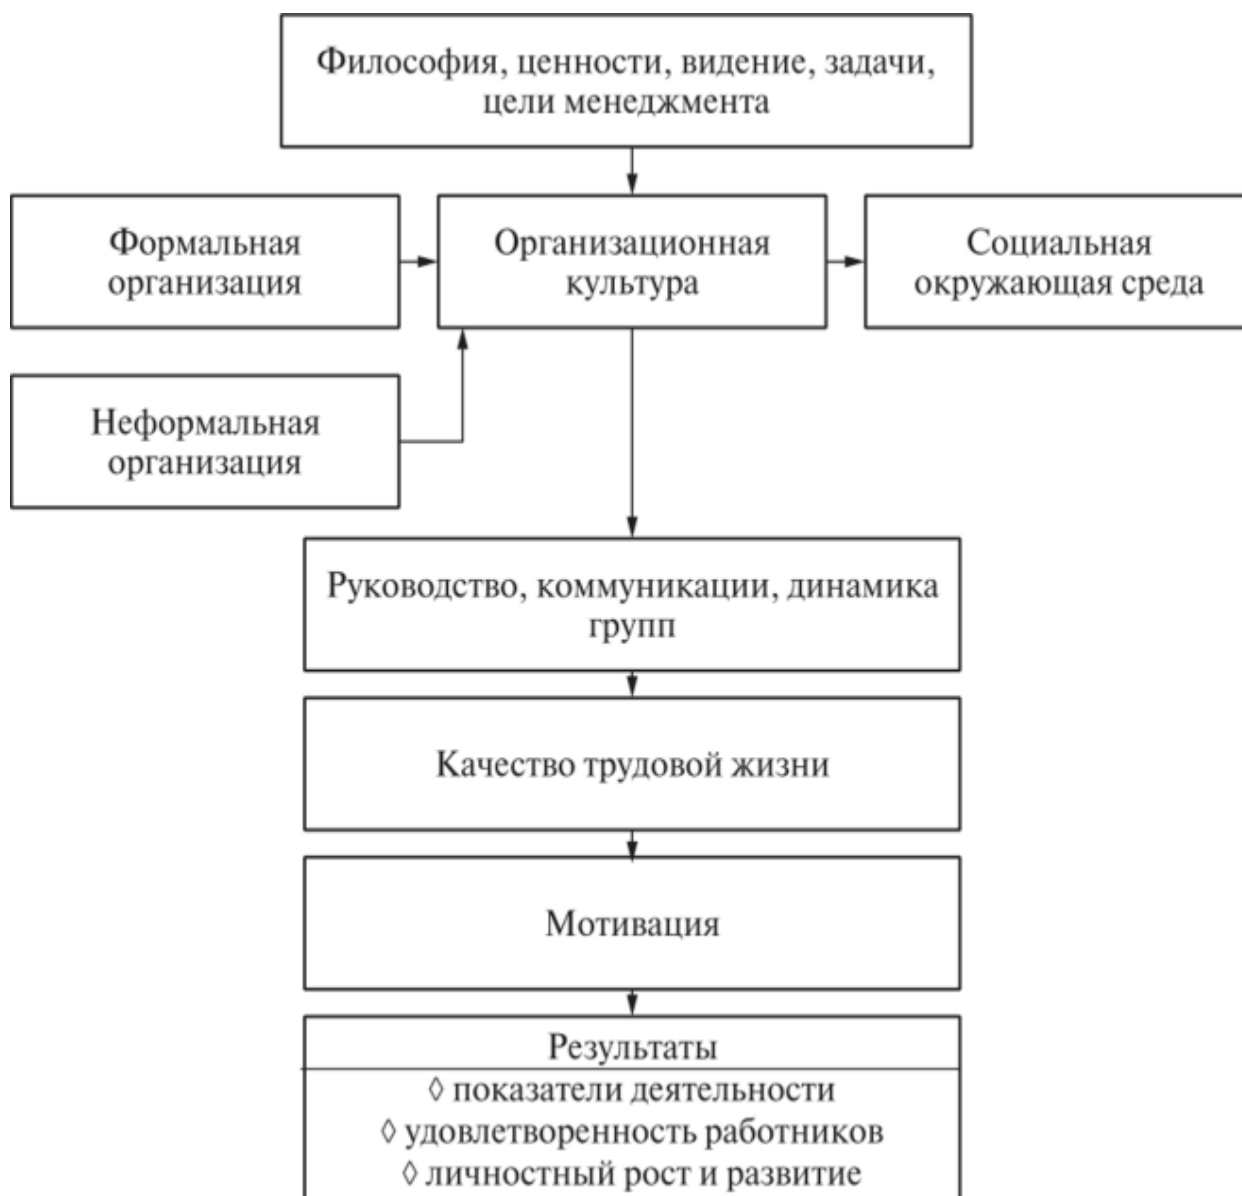 Философия, ценности, видение, задачи,
цели менеджмента
Формальная
организация
Организационная
культура
Социальная
окружающая среда
Неформальная
организация
Руководство, коммуникации, динамика
групп
Качество трудовой жизни
Мотивация
Результаты
◊ показатели деятельности
◊ удовлетворенность работников
◊ личностный рост и развитие